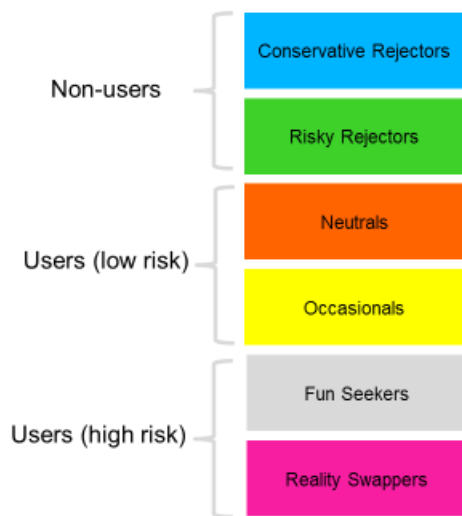 Non-users
Conservative Rejectors
Risky Rejectors
Users (low risk)
Neutrals
Occasionals
Users (high risk)
Fun Seekers
Reality Swappers